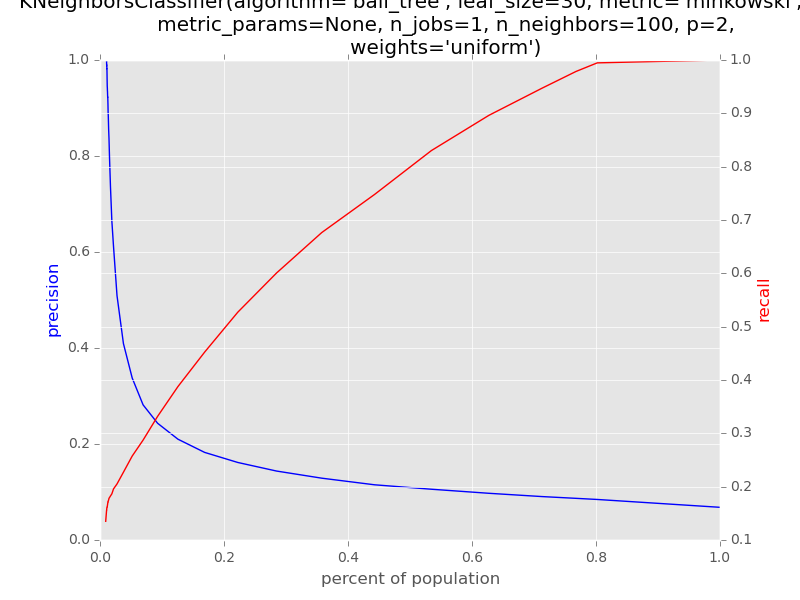 KNeighborsClassifier(algorithm='ball_tree', leaf_size=30, metric='minkowski',
metric_params=None, n_jobs=1, n_neighbors=100, p=2,
weights='uniform')
1.0
0.8
0.6
0.4
0.2
0.0
precision
1.0
0.9
0.8
0.7
0.6
0.5
0.4
0.3
0.2
0.1
recall
0.0 0.2 0.4 0.6 0.8 1.0
percent of population